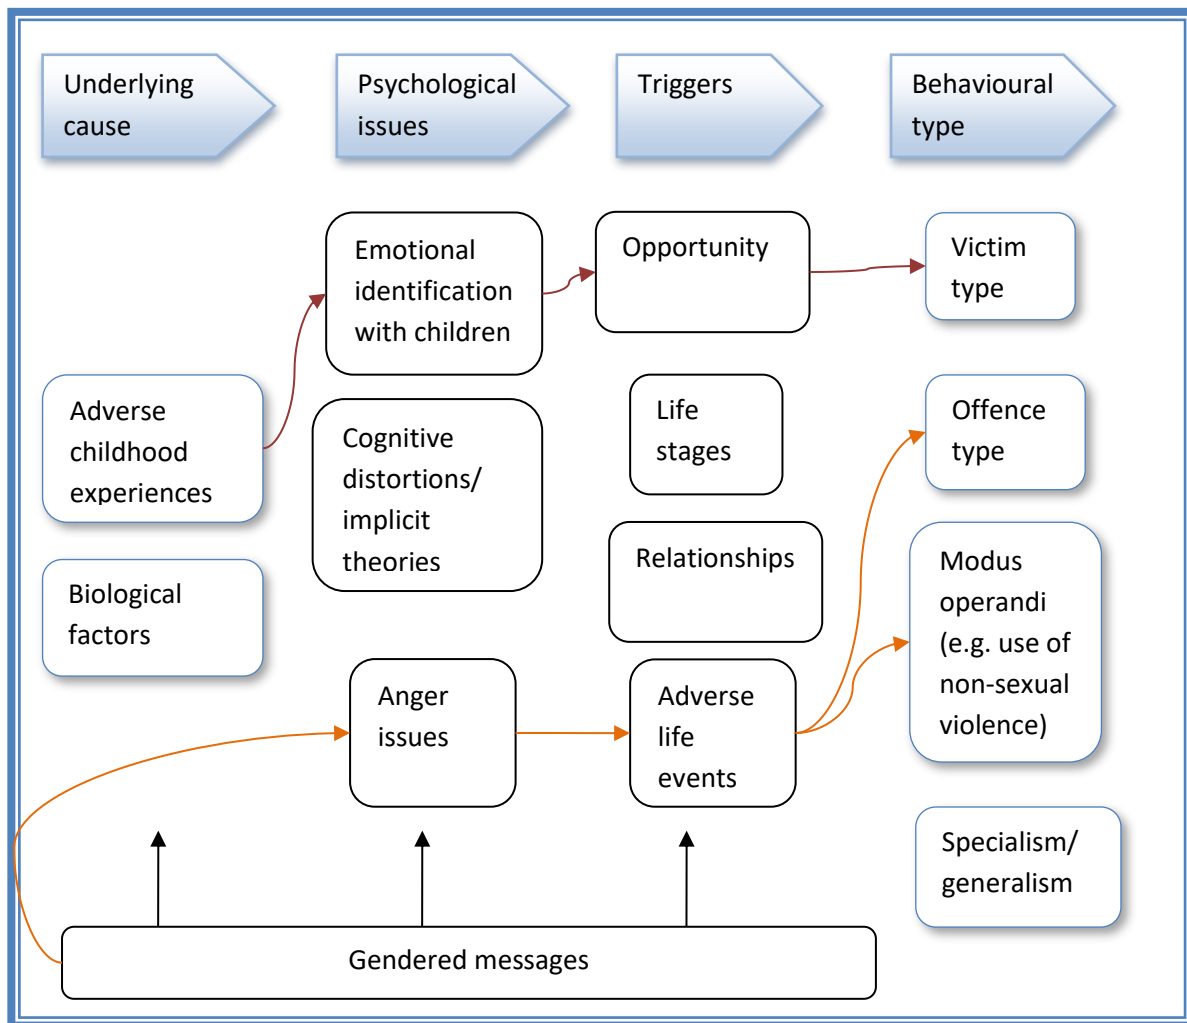 Underlying
cause
Psychological
issues
Triggers
Behavioural
type
Emotional
identification
with children
Opportunity
Victim
type
Adverse
childhood
experiences
Cognitive
distortions/
implicit
theories
Life
stages
Offence
type
Biological
factors
Relationships
Modus
operandi
(e.g. use of
non-sexual
violence)
Anger
issues
Adverse
life
events
Specialism/
generalism
Gendered messages